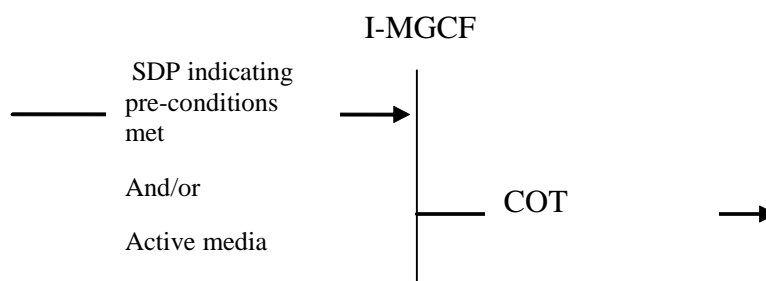 I-MGCF
SDP indicating
pre-conditions
met
And/or
Active media
COT